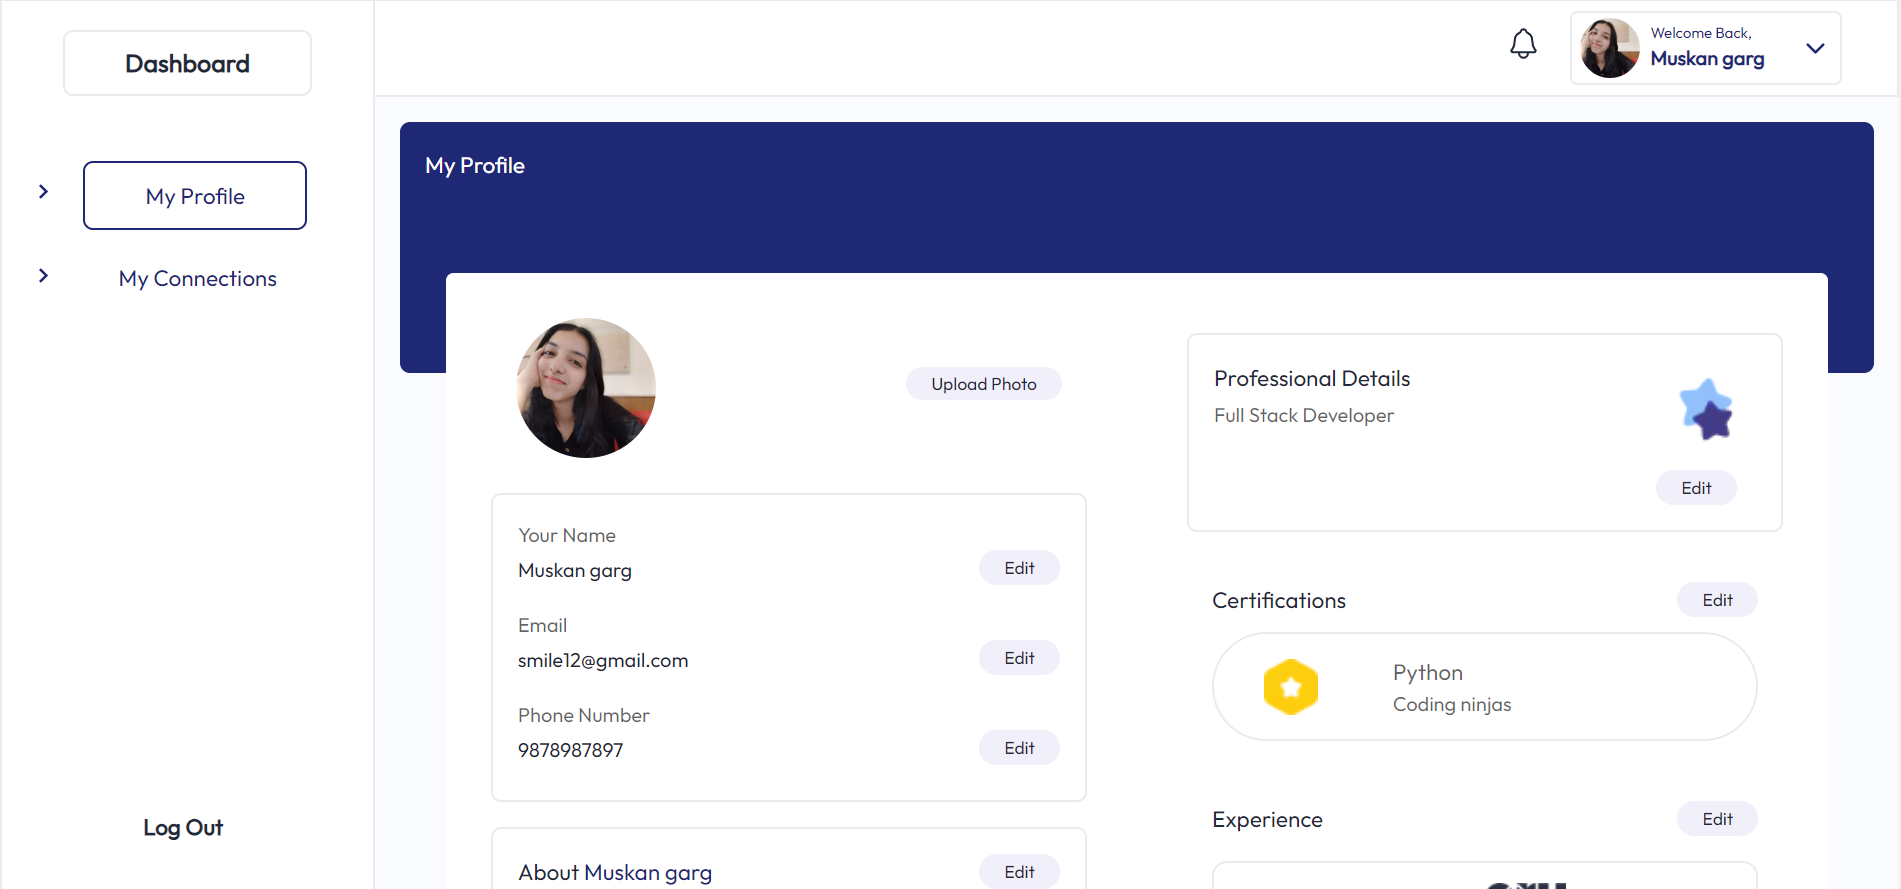 Dashboard
My Profile
My Connections
Log Out
Welcome Back,
Muskan garg
My Profile
Upload Photo
Your Name
Muskan garg
Edit
Email
smile12@gmail.com
Edit
Phone Number
9878987897
Edit
About Muskan garg
Edit
Professional Details
Full Stack Developer
Edit
Certifications
Edit
Python
Coding ninjas
Experience
Edit